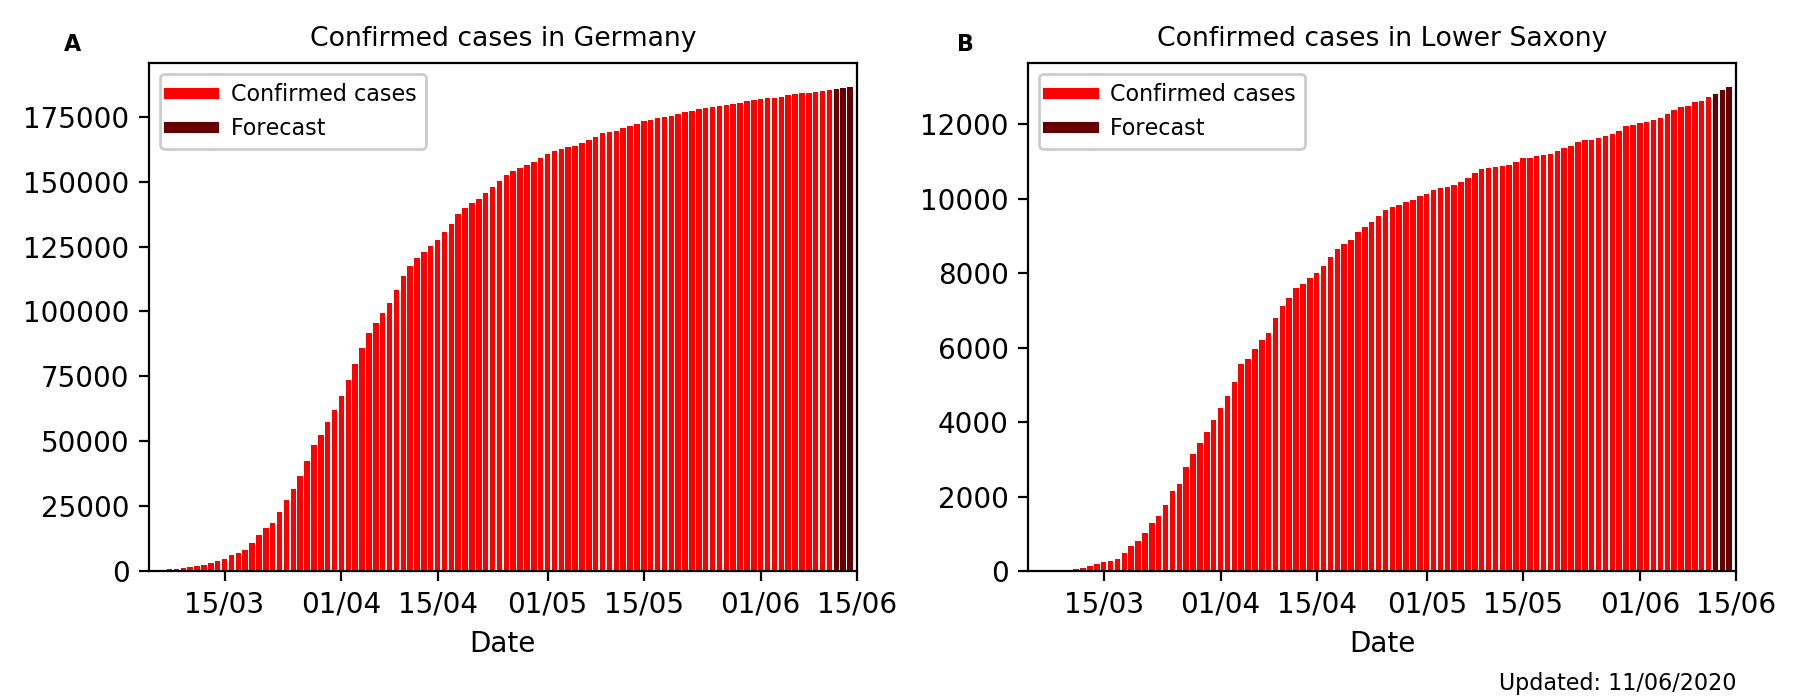 A
Confirmed cases in Germany
Confirmed cases
Forecast
175000
150000
125000
100000
75000
50000
25000
0
15/03 01/04 15/04 01/05 15/05 01/06 15/06
Date
B
Confirmed cases in Lower Saxony
Confirmed cases
Forecast
12000
10000
8000
6000
4000
2000
0
15/03 01/04 15/04 01/05 15/05 01/06 15/06
Date
Updated: 11/06/2020